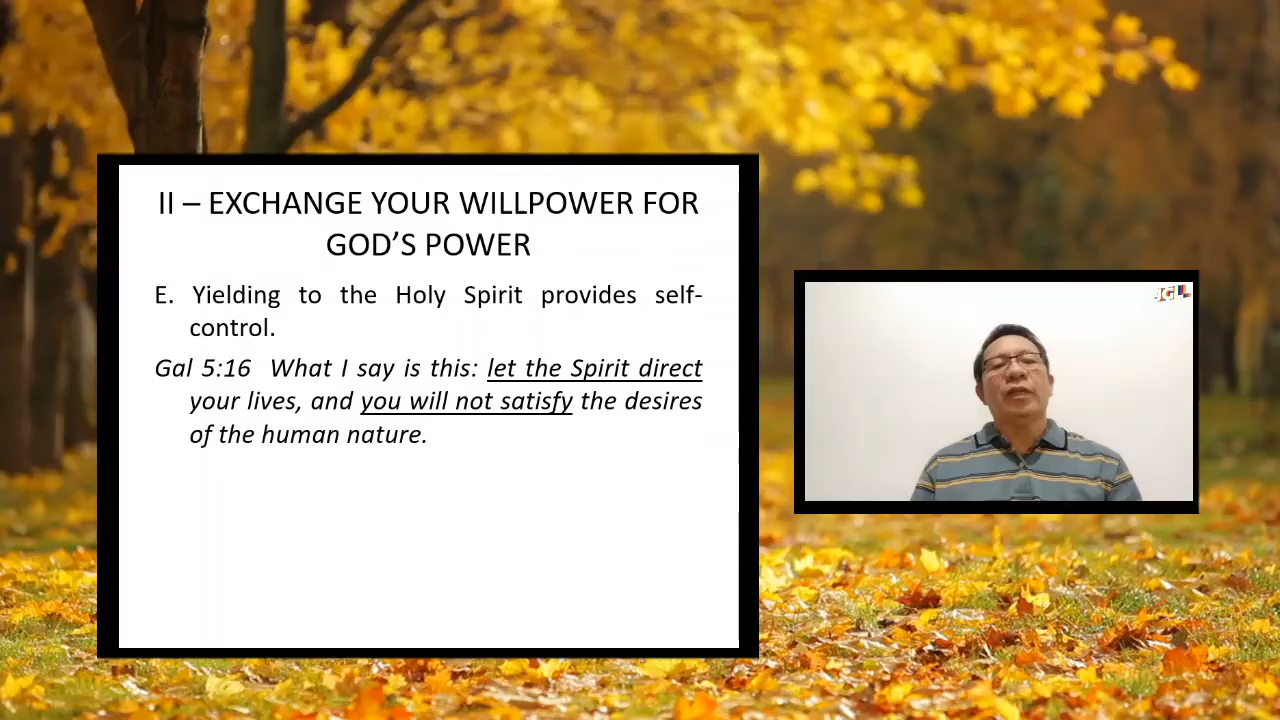 II – EXCHANGE YOUR WILLPOWER FOR
GOD’S POWER
E. Yielding to the Holy Spirit provides self-
control.
Gal 5:16 What I say is this: let the Spirit direct
your lives, and you will not satisfy the desires
of the human nature.